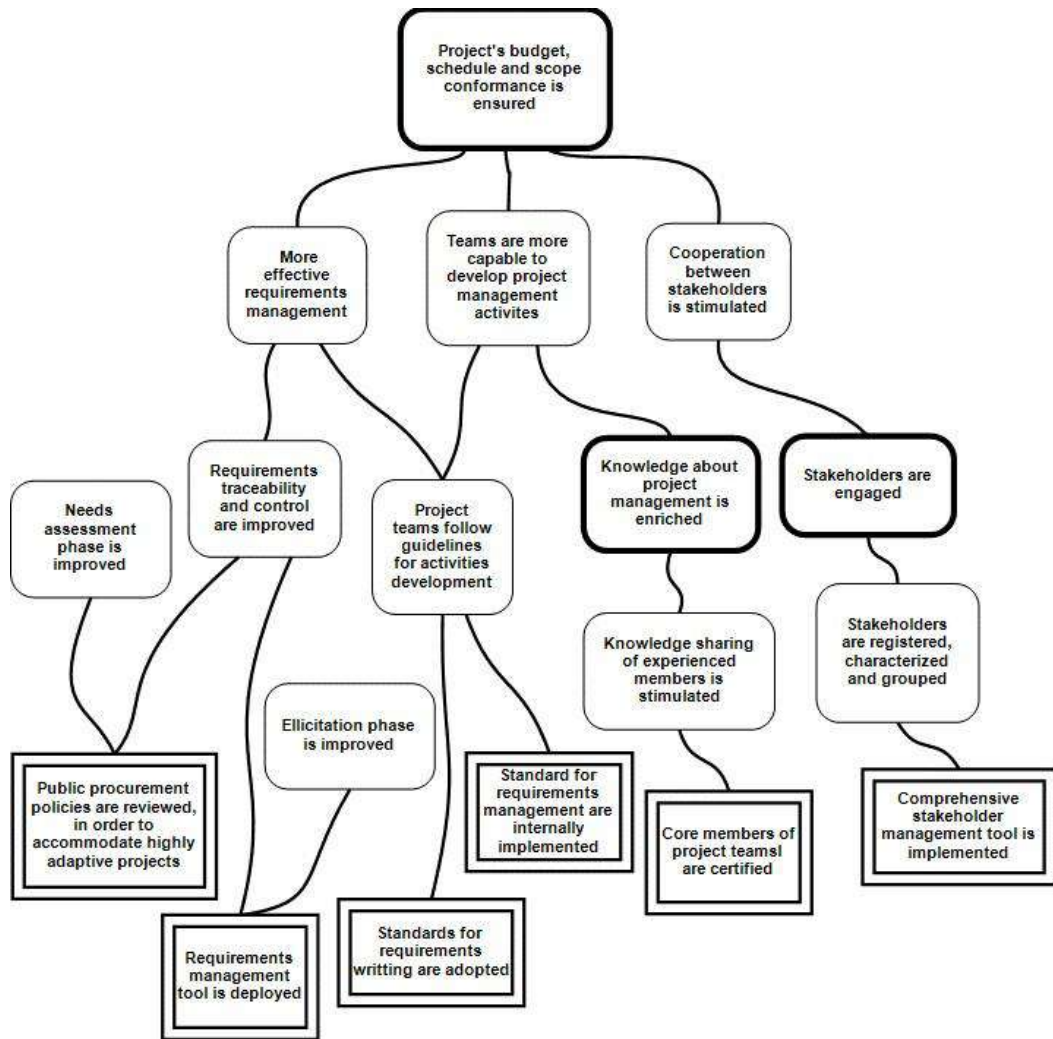 Project's budget,
schedule and scope
conformance is
ensured
More
effective
requirements
management
Teams are more
capable to
develop project
management
activites
Cooperation
between
stakeholders
is stimulated
Needs
assessment
phase is
improved
Requirements
traceability
and control
are improved
Project
teams follow
guidelines
for activities
development
Knowledge about
project
management is
enriched
Stakeholders are
engaged
Knowledge sharing
of experienced
members is
stimulated
Stakeholders
are registered,
characterized
and grouped
Ellicitation phase
is improved
Public procurement
policies are reviewed,
in order to
accommodate highly
adaptive projects
Standard for
requirements
management are
internally
implemented
Core members of
project teamsl
are certified
Comprehensive
stakeholder
management tool is
implemented
Requirements
management
tool is deployed
Standards for
requirements
writting are adopted